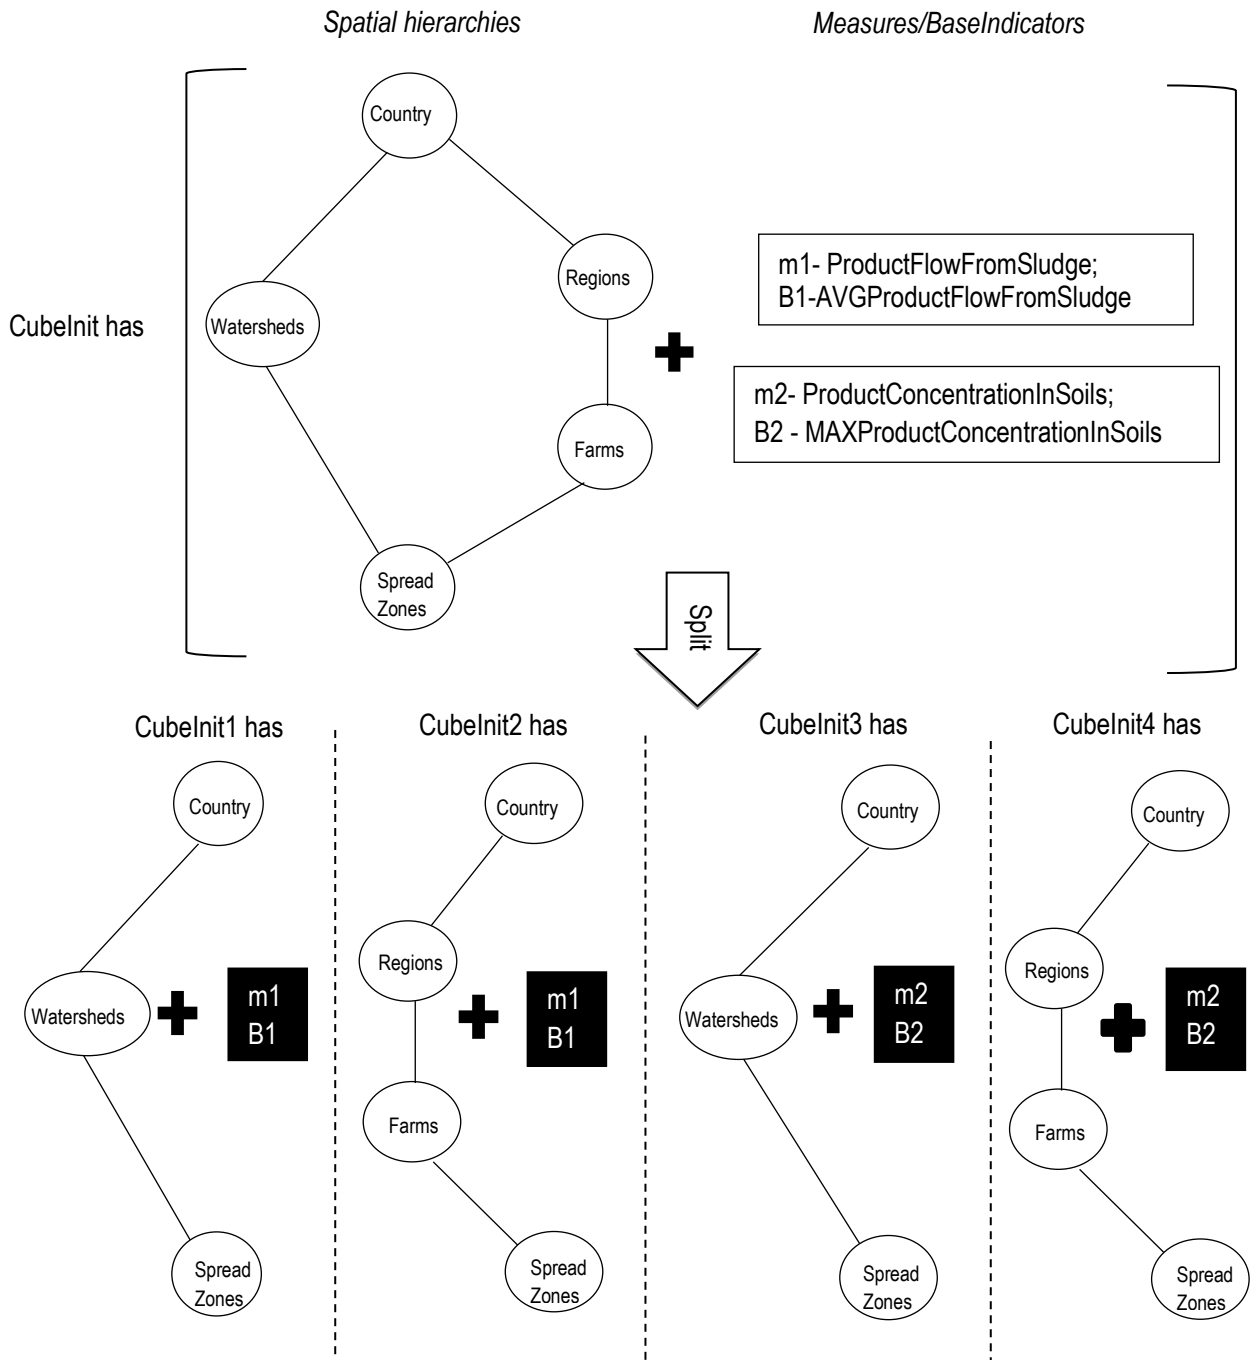 Spatial hierarchies
Measures/BaseIndicators
CubeInit has
Country
Regions
Watersheds
Farms
Spread
Zones
m1- ProductFlowFromSludge;
B1-AVGProductFlowFromSludge
m2- ProductConcentrationInSoils;
B2 - MAXProductConcentrationInSoils
Split
CubeInit1 has
Country
Watersheds
m1
B1
Spread
Zones
CubeInit2 has
Country
Regions
m1
B1
Farms
Spread
Zones
CubeInit3 has
Country
Watersheds
m2
B2
Spread
Zones
CubeInit4 has
Country
Regions
m2
B2
Farms
Spread
Zones